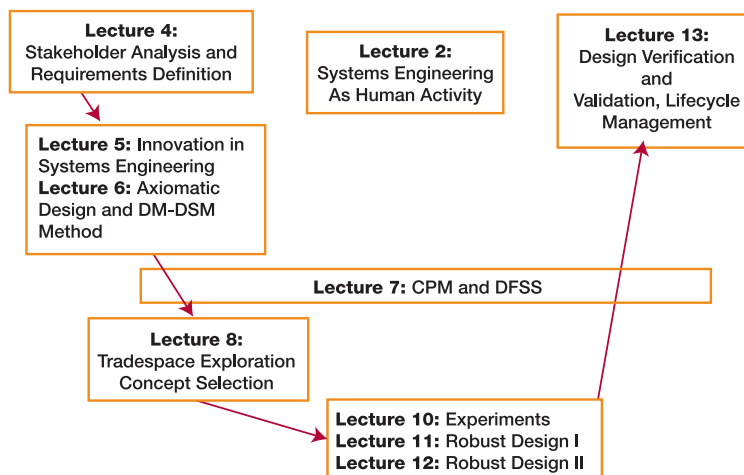 Lecture 4:
Stakeholder Analysis and
Requirements Definition
Lecture 2:
Systems Engineering
As Human Activity
Lecture 13:
Design Verification
and
Validation, Lifecycle
Management
Lecture 5: Innovation in
Systems Engineering
Lecture 6: Axiomatic
Design and DM-DSM
Method
Lecture 7: CPM and DFSS
Lecture 8:
Tradespace Exploration
Concept Selection
Lecture 10: Experiments
Lecture 11: Robust Design I
Lecture 12: Robust Design II